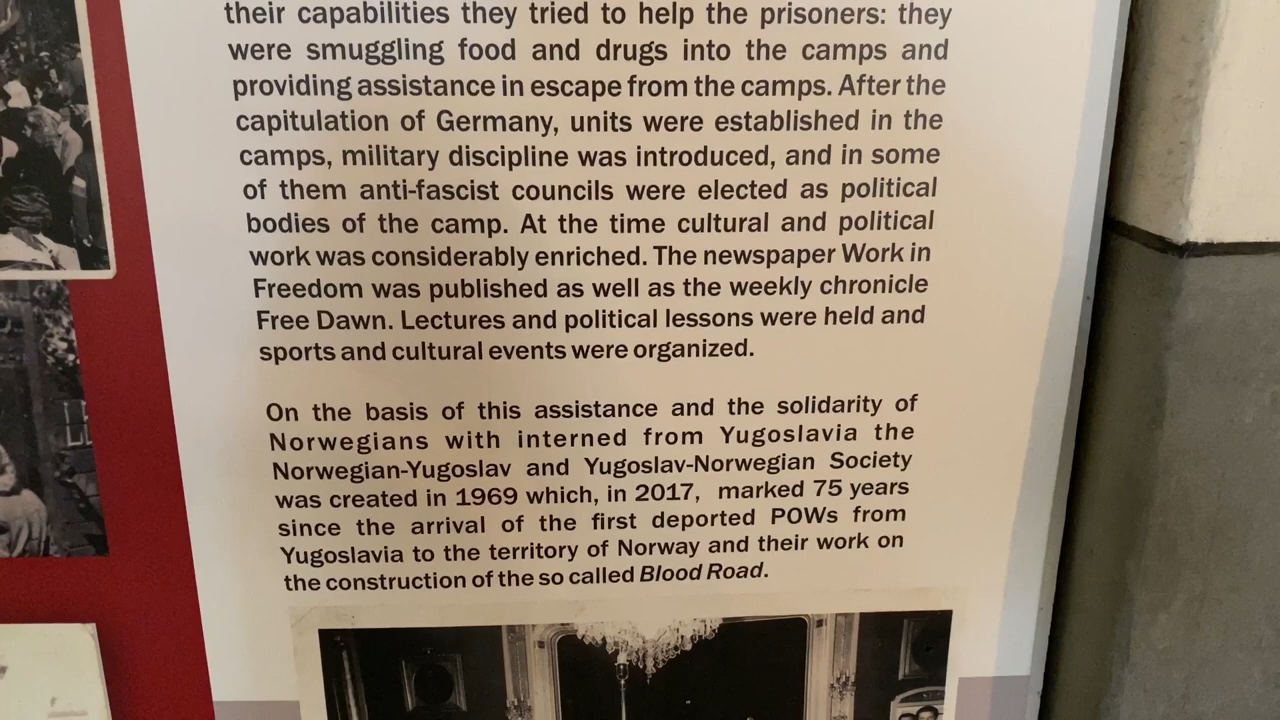 their capabilities they tried to help the prisoners: they
were smuggling food and drugs into the camps and
providing assistance in escape from the camps. After the
capitulation of Germany, units were established in the
camps, military discipline was introduced, and in some
of them anti-fascist councils were elected as political
bodies of the camp. At the time cultural and political
work was considerably enriched. The newspaper Work in
Freedom was published as well as the weekly chronicle
Free Dawn. Lectures and political lessons were held and
sports and cultural events were organized.
On the basis of this assistance and the solidarity of
Norwegians with interned from Yugoslavia the
Norwegian-Yugoslav and Yugoslav-Norwegian Society
was created in 1969 which, in 2017, marked 75 years
since the arrival of the first deported POWs from
Yugoslavia to the territory of Norway and their work on
the construction of the so called Blood Road.